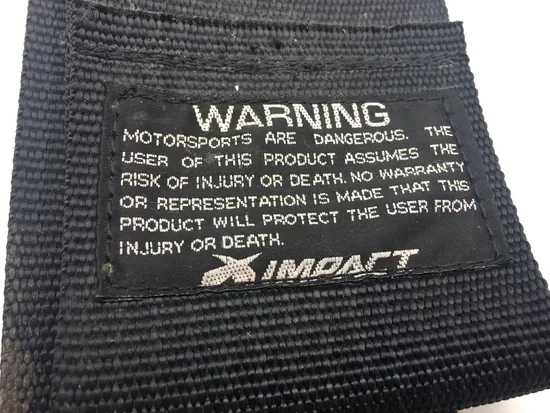 WARNING
MOTORSPORTS ARE DANGEROUS. THE
USER OF THIS PRODUCT ASSUMES THE
RISK OF INJURY OR DEATH. NO WARRANTY
OR REPRESENTATION IS MADE THAT THIS
PRODUCT WILL PROTECT THE USER FROM
INJURY OR DEATH.
IMPACT